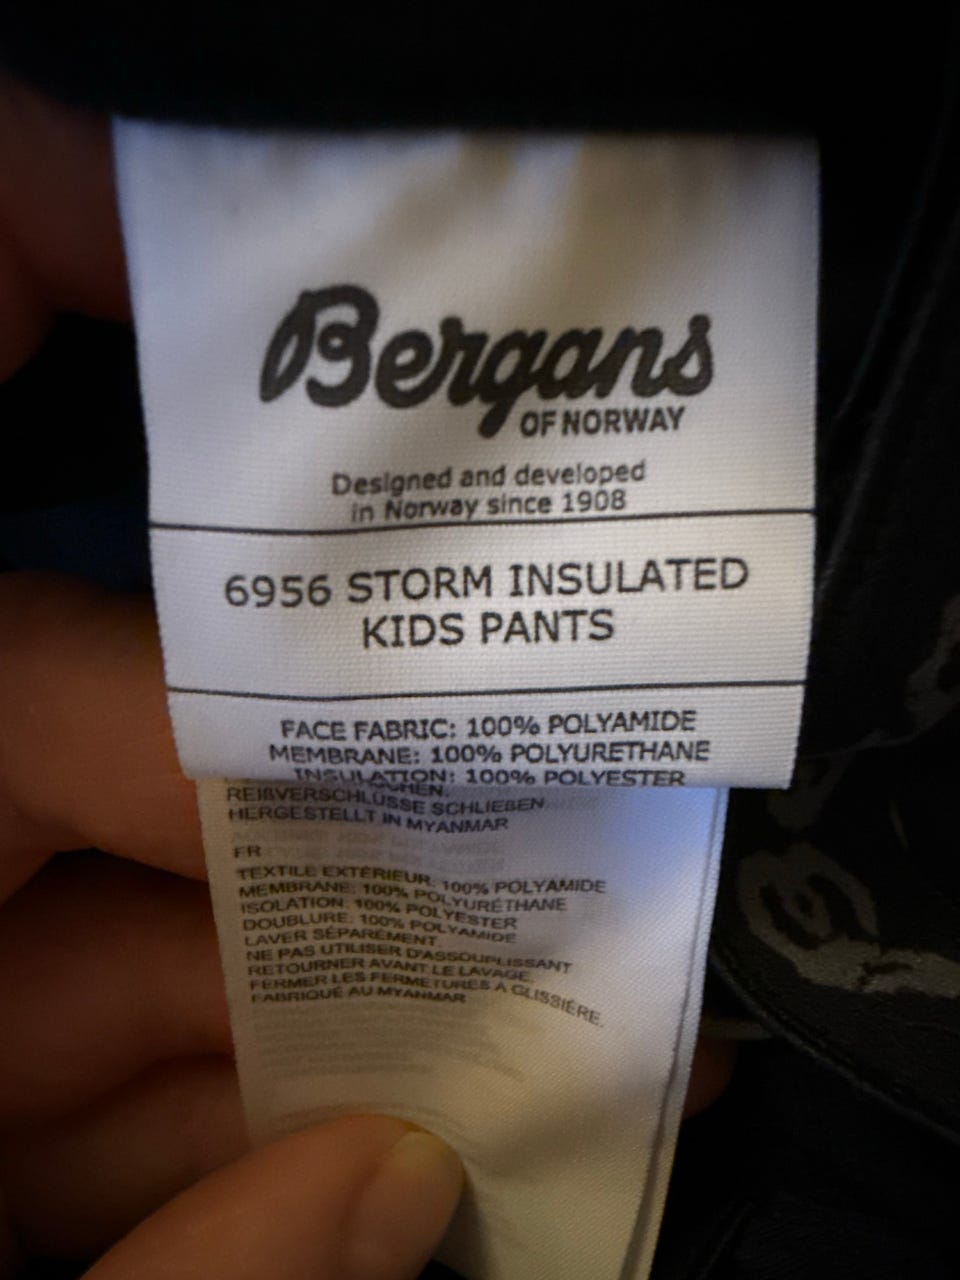 Bergans
OF NORWAY
Designed and developed
in Norway since 1908
6956 STORM INSULATED
KIDS PANTS
FACE FABRIC: 100% POLYAMIDE
MEMBRANE: 100% POLYURETHANE
INSULATION: 100% POLYESTER
REIßVERSCHLÜSSE SCHLIEßEN
HERGESTELLT IN MYANMAR
FR
TEXTILE EXTÉRIEUR: 100% POLYAMIDE
MEMBRANE: 100% POLYURÉTHANE
ISOLATION: 100% POLYESTER
DOUBLURE: 100% POLYAMIDE
LAVER SÉPARÉMENT.
NE PAS UTILISER D'ASSOUPLISSANT
RETOURNER AVANT LE LAVAGE.
FERMER LES FERMETURES A GLISSIÈRE.
FABRIQUÉ AU MYANMAR